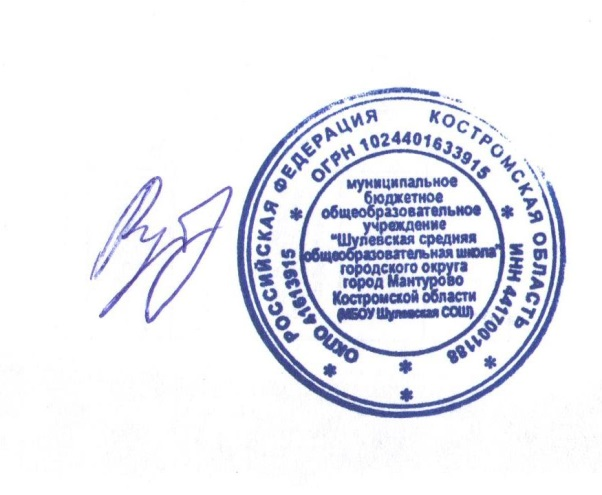 РОССИЙСКАЯ ФЕДЕРАЦИЯ КОСТРОМСКАЯ ОБЛАСТЬ
ОКПО 41613915 * ОГРН 1024401633915 * ИНН 4417001188
муниципальное
бюджетное
общеобразовательное
учреждение
"Шулевская средняя
общеобразовательная школа"
городского округа
город Мантурово
Костромской области
(МБОУ Шулевская СОШ)